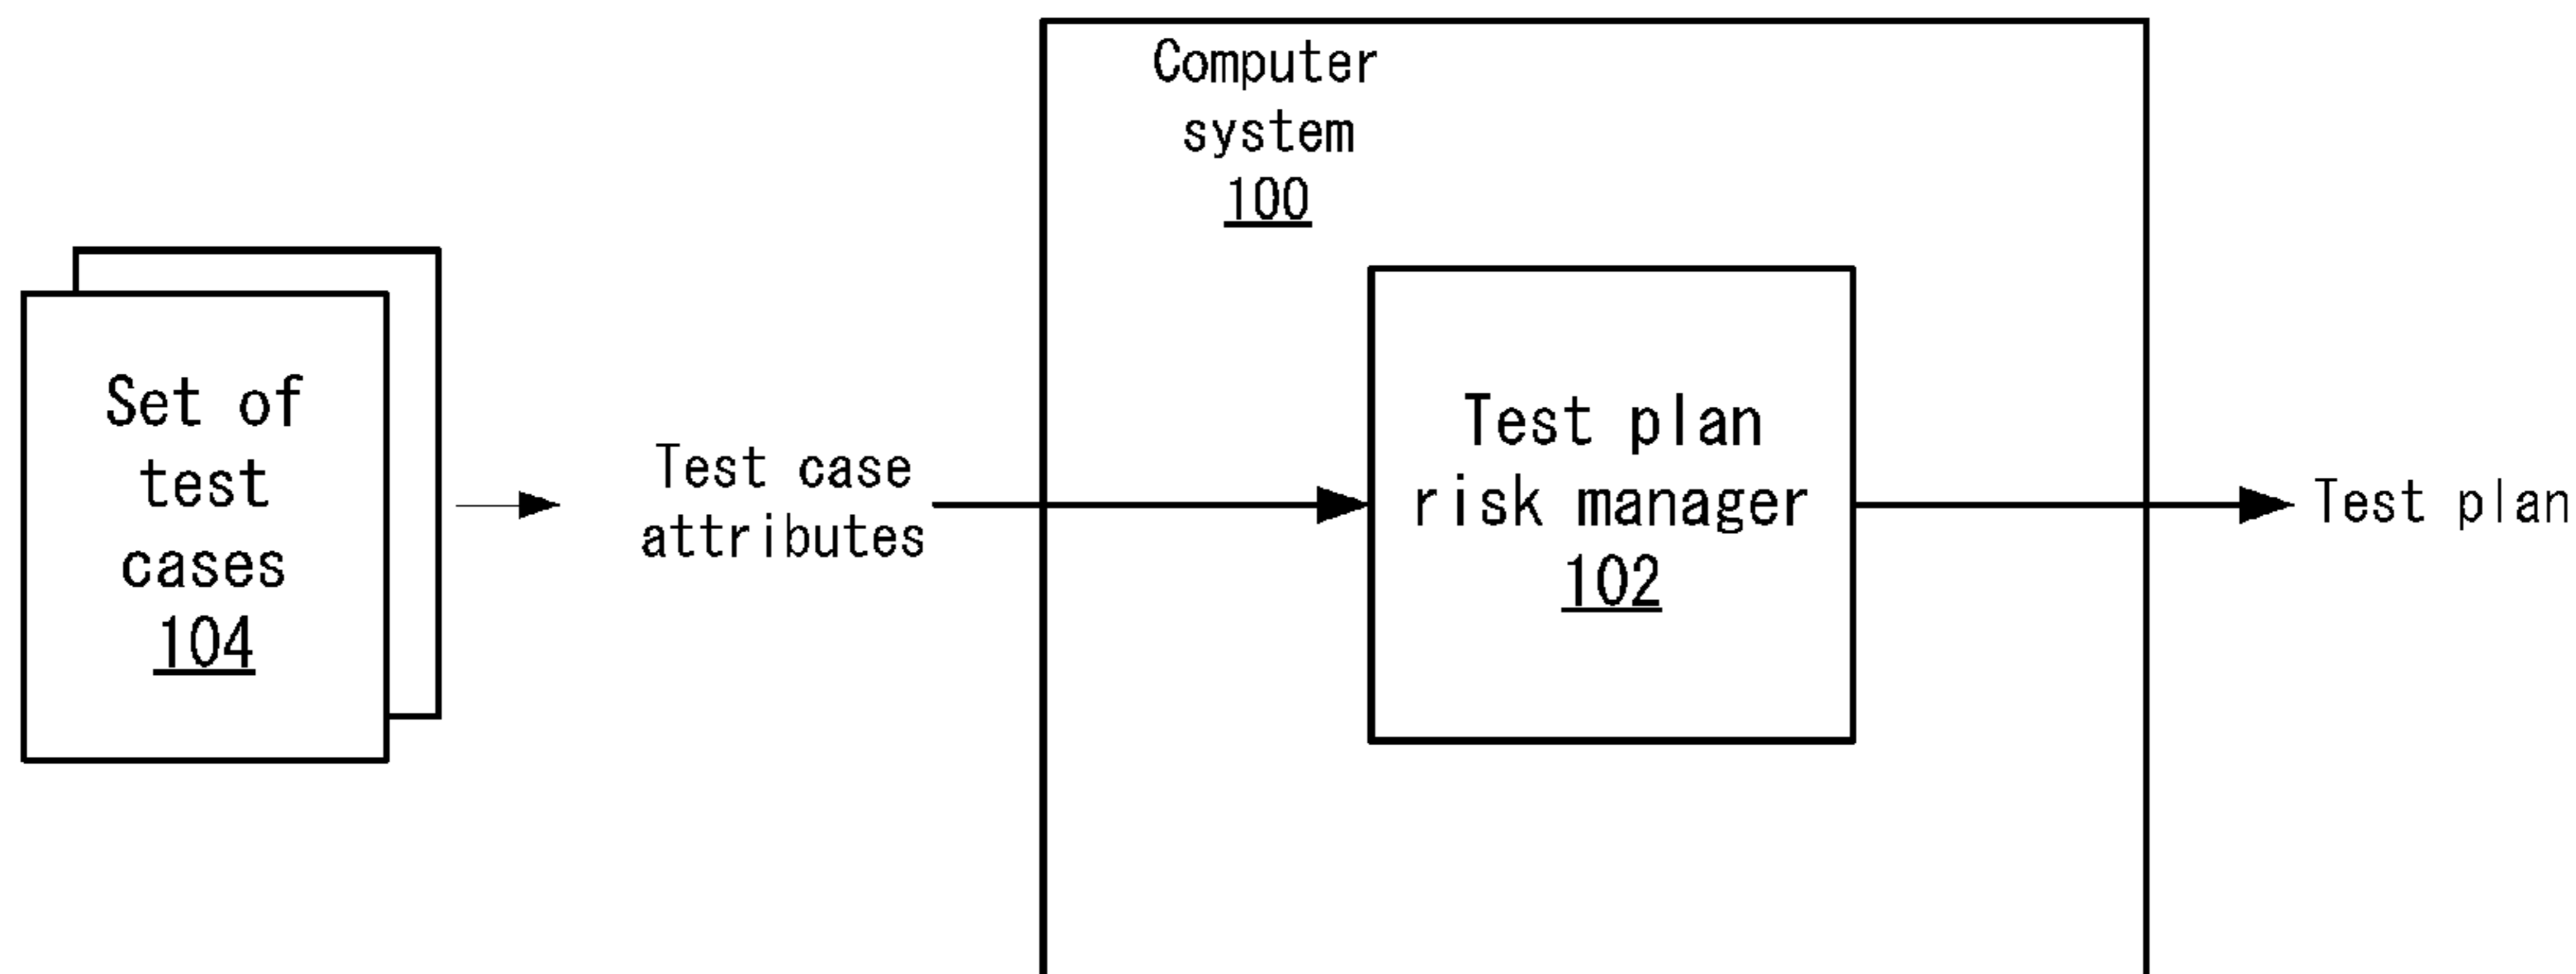 Computer
system
100
Set of
test
cases
104
Test case
attributes
Test plan
risk manager
102
Test plan